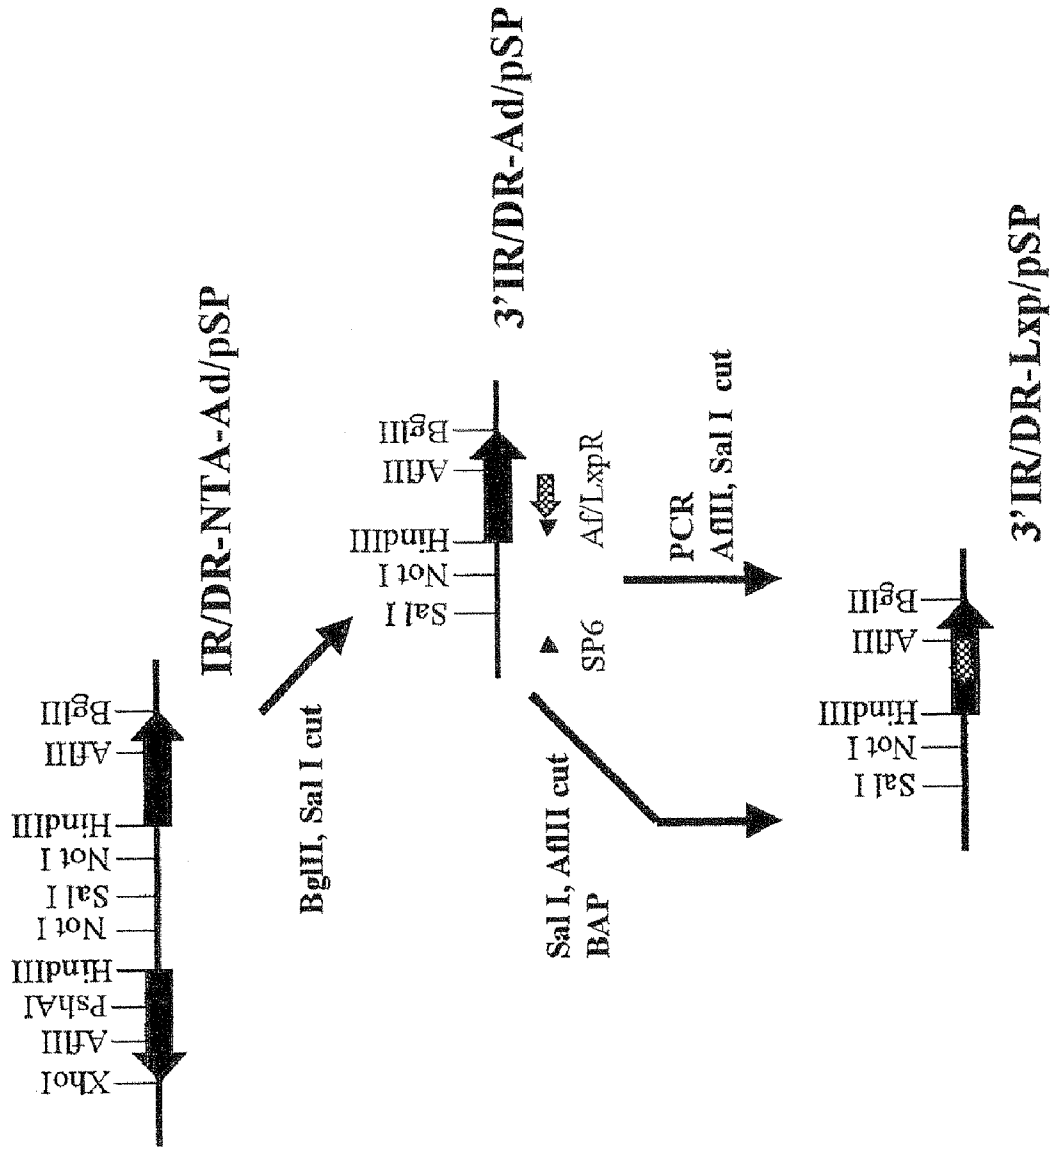 XhoI
AflII
PshAI
HindIII
Not I
Sal I
Not I
HindIII
AflII
BglII
IR/DR-NTA-Ad/pSP
BglII, Sal I cut
Sal I
Not I
HindIII
AflII
BglII
3'IR/DR-Ad/pSP
SP6
Af/LxpR
Sal I, AflII cut
BAP
PCR
AflII, Sal I cut
Sal I
Not I
HindIII
AflII
BglII
3'IR/DR-Lxp/pSP